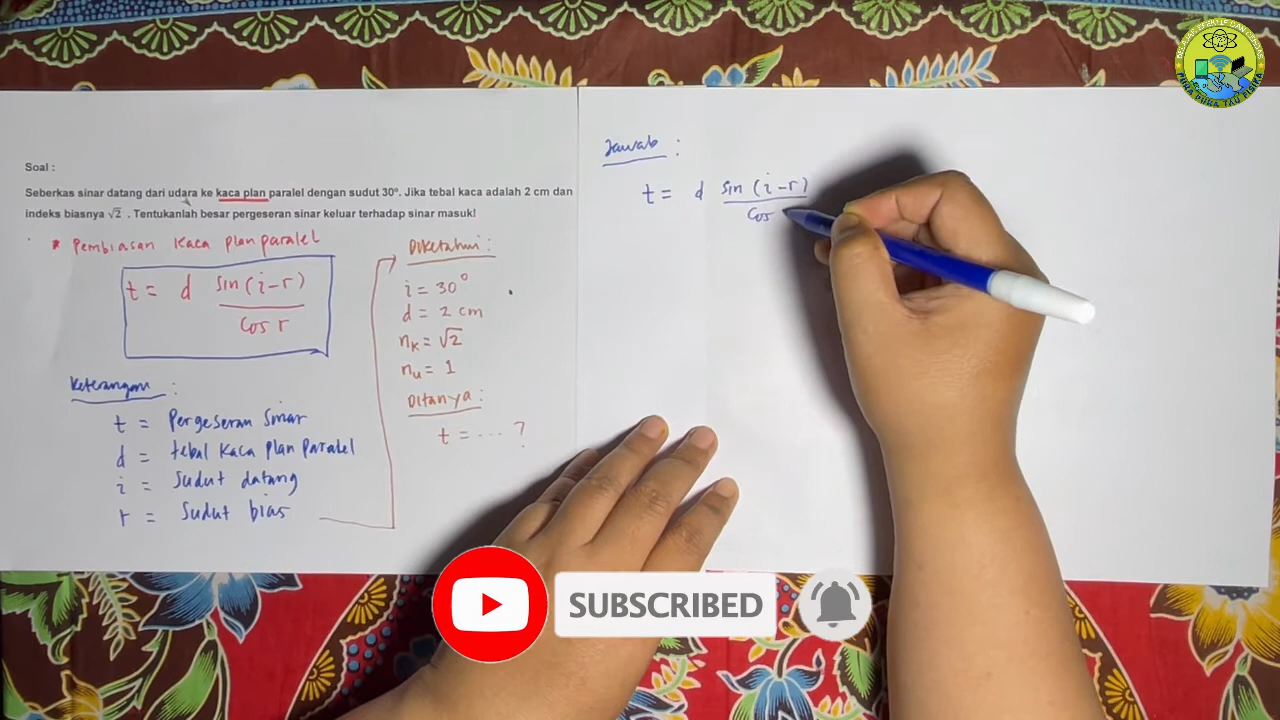 Soal :
Seberkas sinar datang dari udara ke kaca plan paralel dengan sudut 30°. Jika tebal kaca adalah 2 cm dan
indeks biasnya √2 . Tentukanlah besar pergeseran sinar keluar terhadap sinar masuk!
* Pembiasan Kaca plan paralel
t = d sin (i-r)
cos r
Keterangan :
t = Pergeseran Sinar
d = tebal Kaca Plan Paralel
i = Sudut datang
r = Sudut bias
Diketahui :
i = 30°
d = 2 cm
nK = √2
nu = 1
Ditanya :
t = .... ?
Jawab :
t = d sin (i-r)
cos
SUBSCRIBED